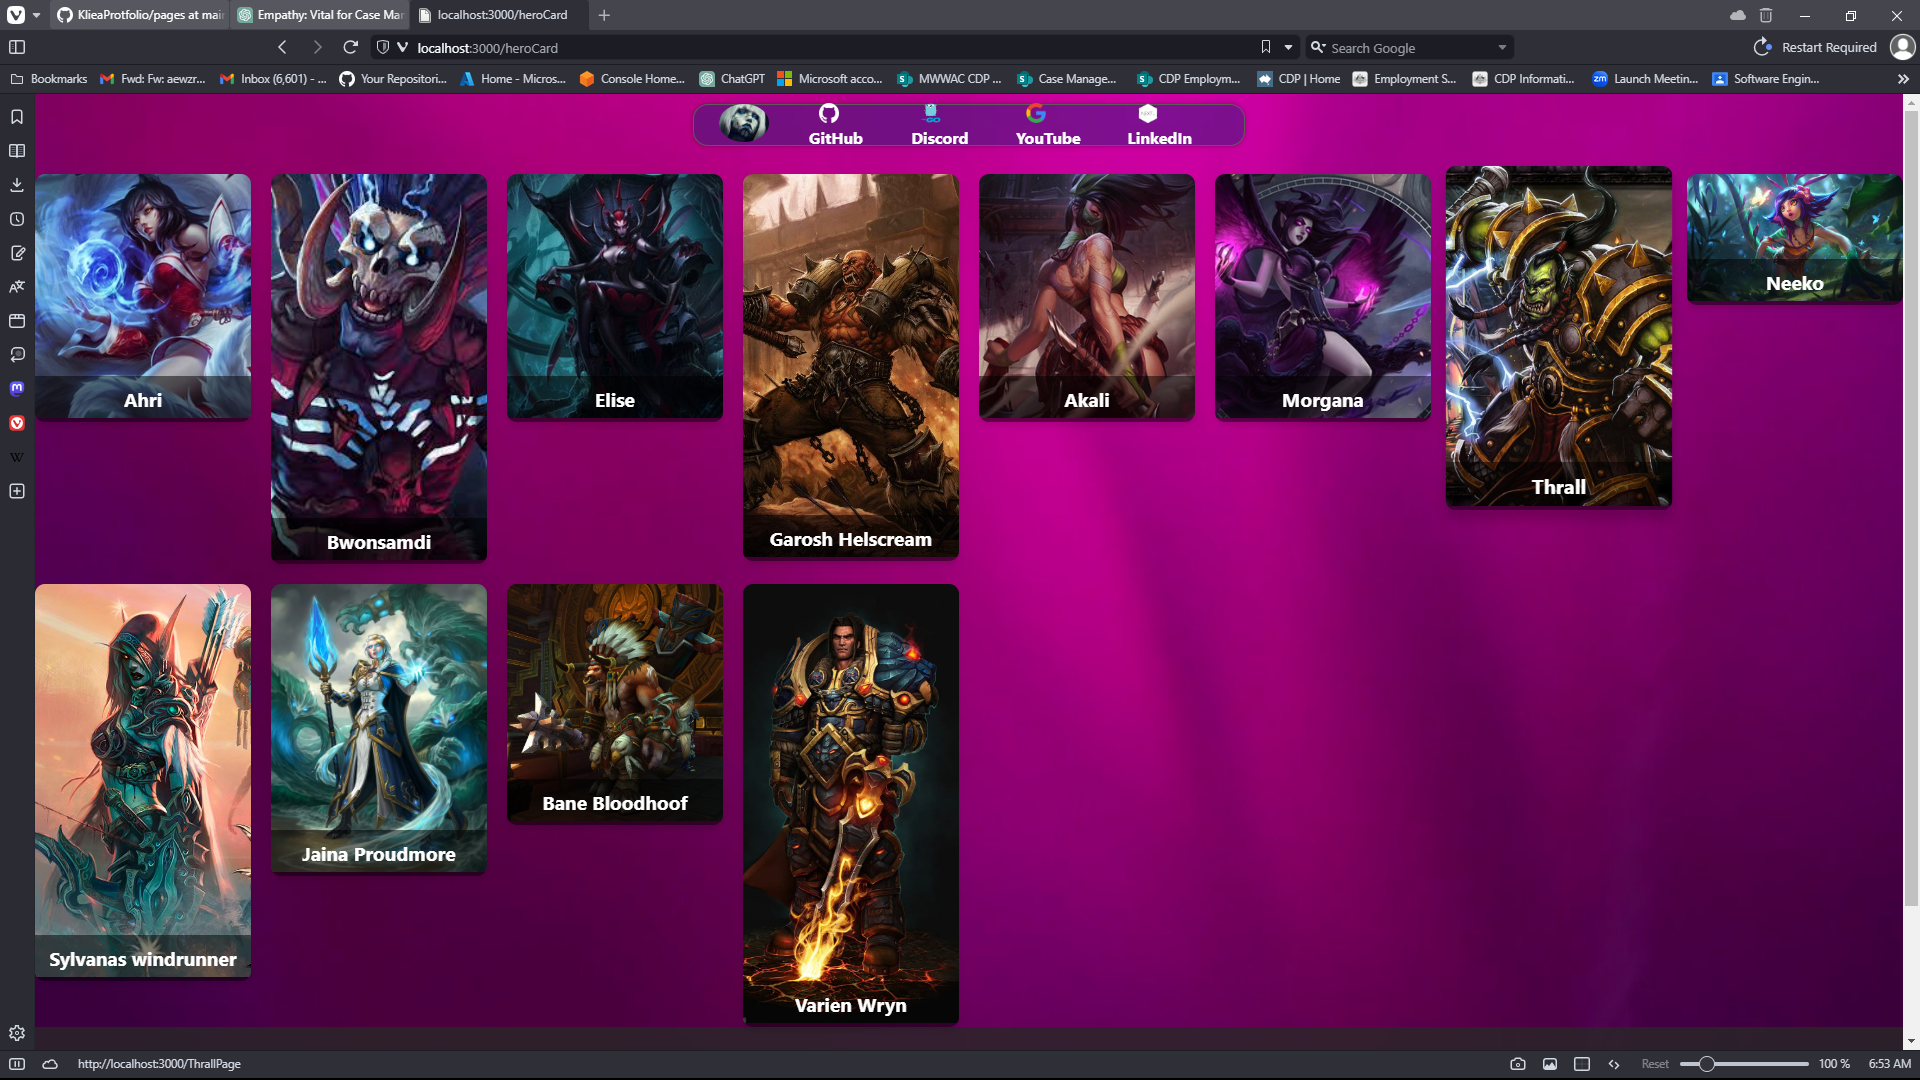 KlieaProtfolio/pages at mai
Empathy: Vital for Case Mar
localhost:3000/heroCard
localhost:3000/heroCard
Search Google
Restart Required
Bookmarks
Fwd: Fw: aewzr...
Inbox (6,601) - ...
Your Repositori...
Home - Micros...
Console Home...
ChatGPT
Microsoft acco...
MWWAC CDP ...
Case Manage...
CDP Employm...
CDP | Home
Employment S...
CDP Informati...
Launch Meetin...
Software Engin...
GitHub
Discord
YouTube
LinkedIn
Ahri
Bwonsamdi
Elise
Garosh Helscream
Akali
Morgana
Thrall
Neeko
Sylvanas windrunner
Jaina Proudmore
Bane Bloodhoof
Varien Wryn
http://localhost:3000/ThrallPage
Reset
100 %
6:53 AM